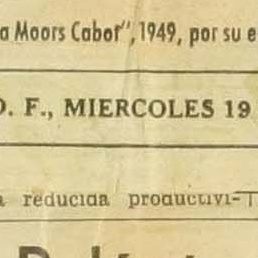 a Moors Cabot", 1949, por su e
D. F., MIERCOLES 19
a reducida productivi-